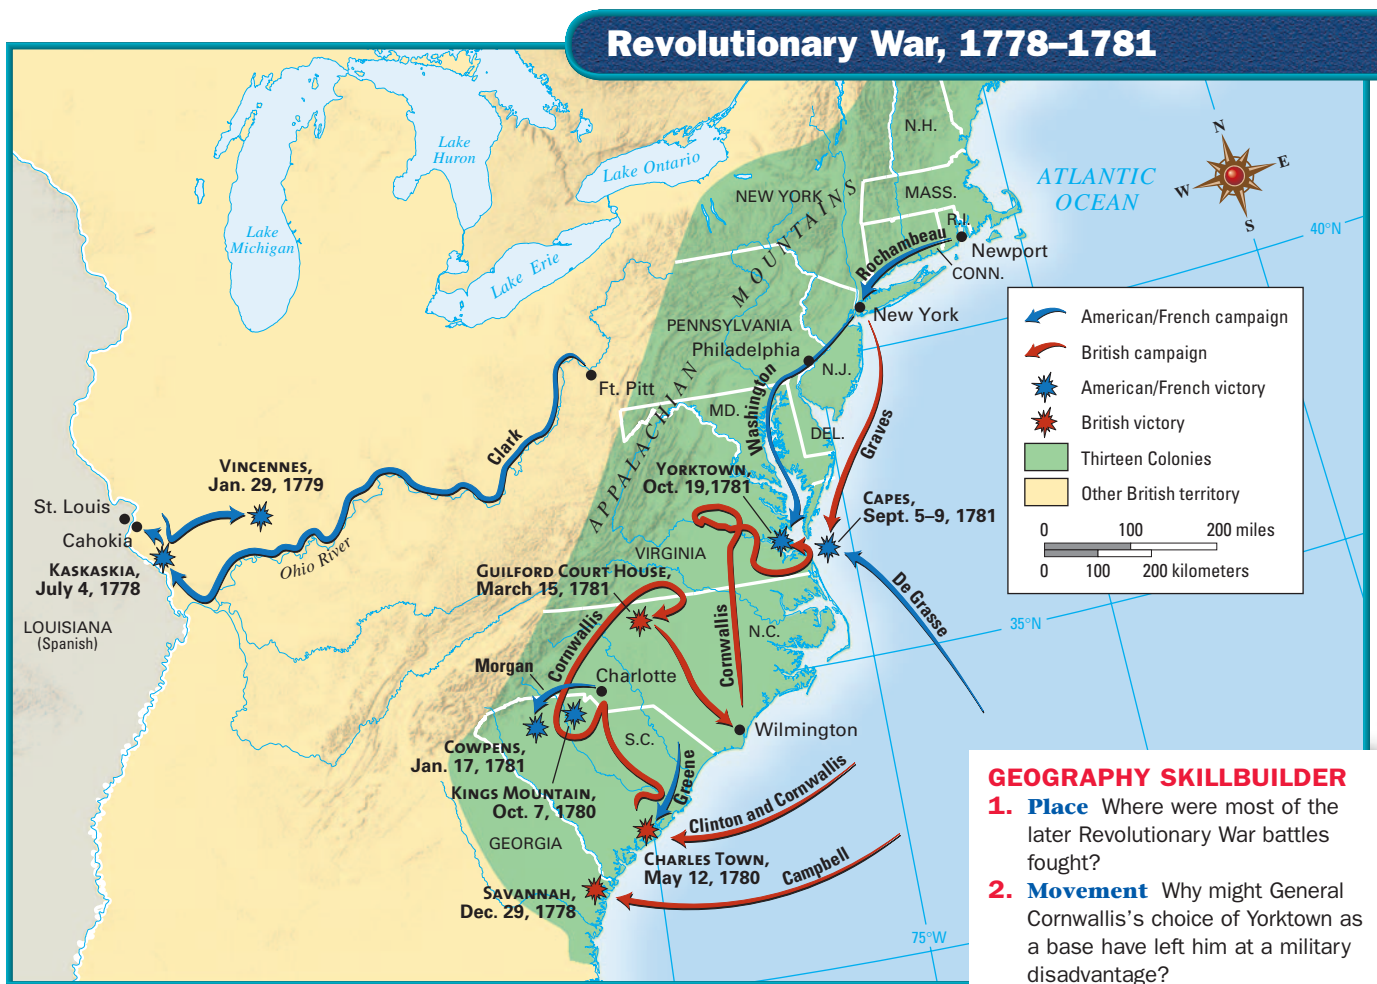 Revolutionary War, 1778–1781
N.H.
Lake
Huron
Lake Ontario
NEW YORK
MASS.
R.I.
ATLANTIC
OCEAN
N
E
W
S
40°N
Lake
Michigan
Lake Erie
APPALACHIAN MOUNTAINS
Rochambeau
Newport
CONN.
New York
PENNSYLVANIA
Philadelphia
N.J.
American/French campaign
British campaign
American/French victory
British victory
Thirteen Colonies
Other British territory
0 100 200 miles
0 100 200 kilometers
Ft. Pitt
MD.
Washington
DEL.
Graves
Clark
VINCENNES,
Jan. 29, 1779
YORKTOWN,
Oct. 19,1781
CAPES,
Sept. 5–9, 1781
St. Louis
Cahokia
KASKASKIA,
July 4, 1778
Ohio River
VIRGINIA
GUILFORD COURT HOUSE,
March 15, 1781
De Grasse
LOUISIANA
(Spanish)
35°N
Cornwallis
Cornwallis
N.C.
Morgan
Charlotte
Wilmington
S.C.
COWPENS,
Jan. 17, 1781
KINGS MOUNTAIN,
Oct. 7, 1780
Greene
Clinton and Cornwallis
GEORGIA
CHARLES TOWN,
May 12, 1780
Campbell
SAVANNAH,
Dec. 29, 1778
75°W
GEOGRAPHY SKILLBUILDER
1. Place Where were most of the
later Revolutionary War battles
fought?
2. Movement Why might General
Cornwallis's choice of Yorktown as
a base have left him at a military
disadvantage?